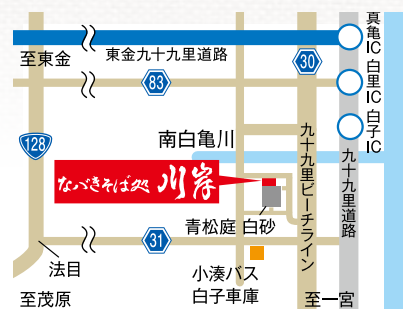 至東金
東金九十九里道路
30
真亀IC
83
白里IC
128
南白亀川
白子IC
なばきそば処 川岸
九十九里ビーチライン
九十九里道路
青松庭 白砂
31
法目
小湊バス
白子車庫
至茂原
至一宮